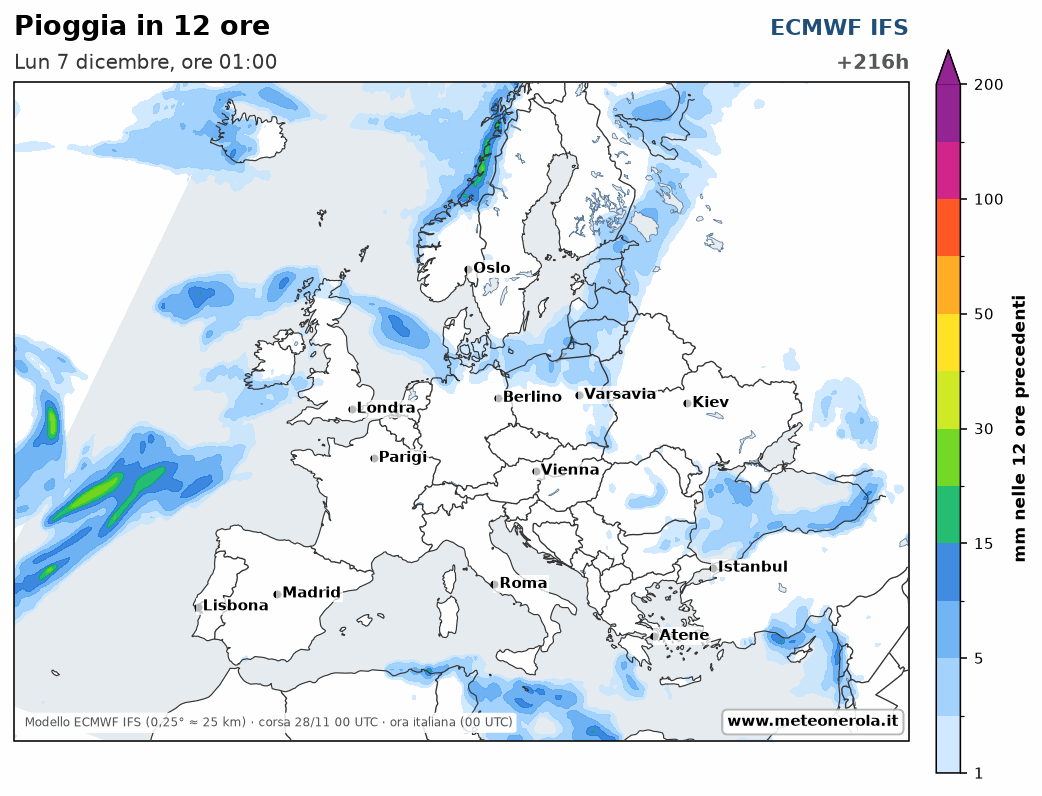 Pioggia in 12 ore
ECMWF IFS
Lun 7 dicembre, ore 01:00
+216h
200
100
50
30
15
5
1
mm nelle 12 ore precedenti
Oslo
Berlino
Varsavia
Kiev
Londra
Parigi
Vienna
Istanbul
Roma
Madrid
Lisbona
Atene
Modello ECMWF IFS (0,25° ≈ 25 km) · corsa 28/11 00 UTC · ora italiana (00 UTC)
www.meteonerola.it